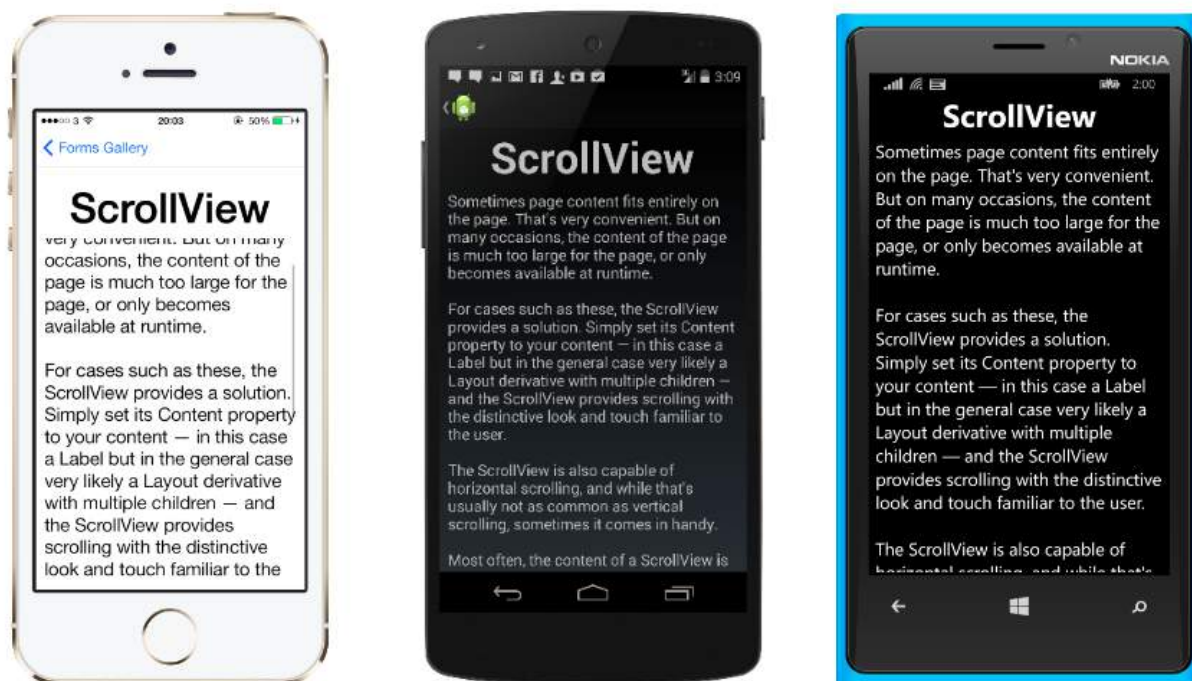 ●●●○○ 3 20:03 50%
Forms Gallery
ScrollView
very convenient. But on many
occasions, the content of the
page is much too large for the
page, or only becomes
available at runtime.
For cases such as these, the
ScrollView provides a solution.
Simply set its Content property
to your content — in this case
a Label but in the general case
very likely a Layout derivative
with multiple children — and
the ScrollView provides
scrolling with the distinctive
look and touch familiar to the
3:09
ScrollView
Sometimes page content fits entirely on
the page. That's very convenient. But on
many occasions, the content of the page
is much too large for the page, or only
becomes available at runtime.
For cases such as these, the ScrollView
provides a solution. Simply set its Content
property to your content — in this case a
Label but in the general case very likely a
Layout derivative with multiple children —
and the ScrollView provides scrolling with
the distinctive look and touch familiar to
the user.
The ScrollView is also capable of
horizontal scrolling, and while that's
usually not as common as vertical
scrolling, sometimes it comes in handy.
Most often, the content of a ScrollView is
NOKIA
2:00
ScrollView
Sometimes page content fits entirely
on the page. That's very convenient.
But on many occasions, the content
of the page is much too large for the
page, or only becomes available at
runtime.
For cases such as these, the
ScrollView provides a solution.
Simply set its Content property to
your content — in this case a Label
but in the general case very likely a
Layout derivative with multiple
children — and the ScrollView
provides scrolling with the distinctive
look and touch familiar to the user.
The ScrollView is also capable of
horizontal scrolling, and while that's